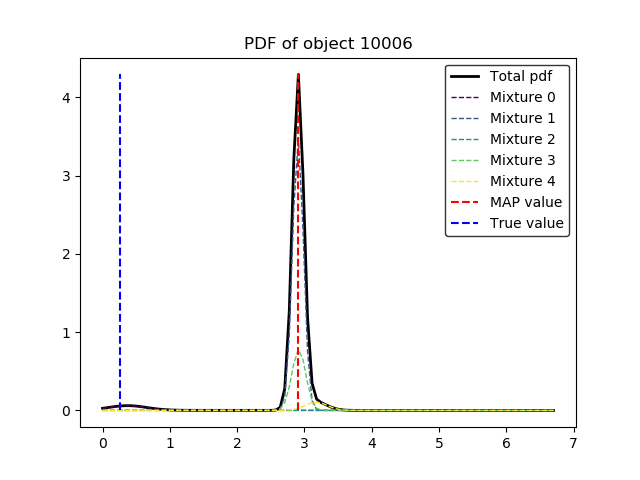 PDF of object 10006
Total pdf
Mixture 0
Mixture 1
Mixture 2
Mixture 3
Mixture 4
MAP value
True value
4
3
2
1
0
0 1 2 3 4 5 6 7